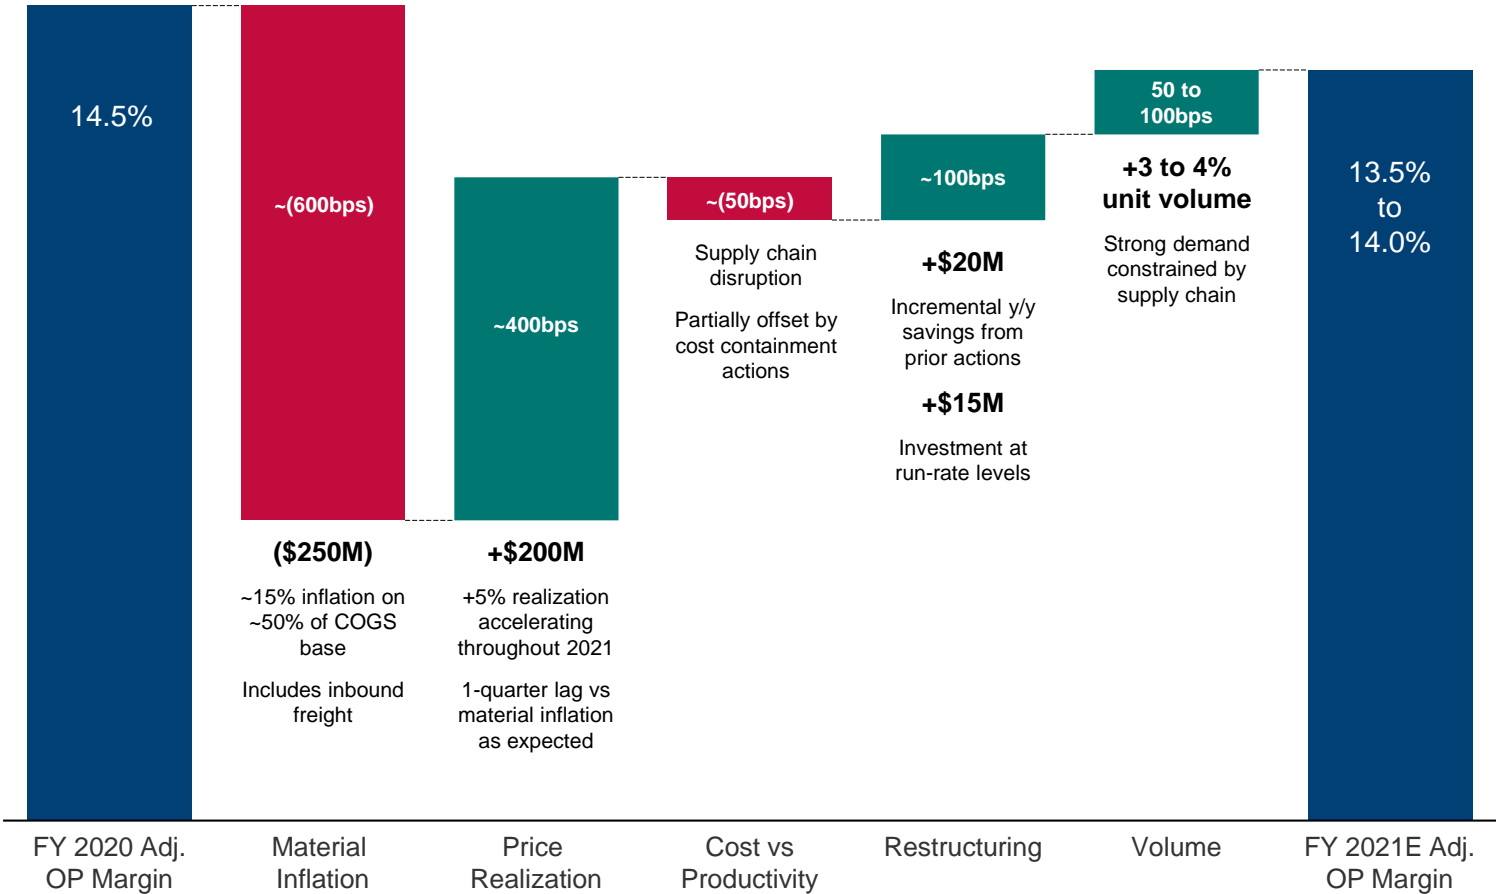 14.5%
~(600bps)
($250M)
~15% inflation on
~50% of COGS
base
Includes inbound
freight
~400bps
+$200M
+5% realization
accelerating
throughout 2021
1-quarter lag vs
material inflation
as expected
~(50bps)
Supply chain
disruption
Partially offset by
cost containment
actions
~100bps
+$20M
Incremental y/y
savings from
prior actions
+$15M
Investment at
run-rate levels
50 to
100bps
+3 to 4%
unit volume
Strong demand
constrained by
supply chain
13.5%
to
14.0%
FY 2020 Adj.
OP Margin
Material
Inflation
Price
Realization
Cost vs
Productivity
Restructuring
Volume
FY 2021E Adj.
OP Margin